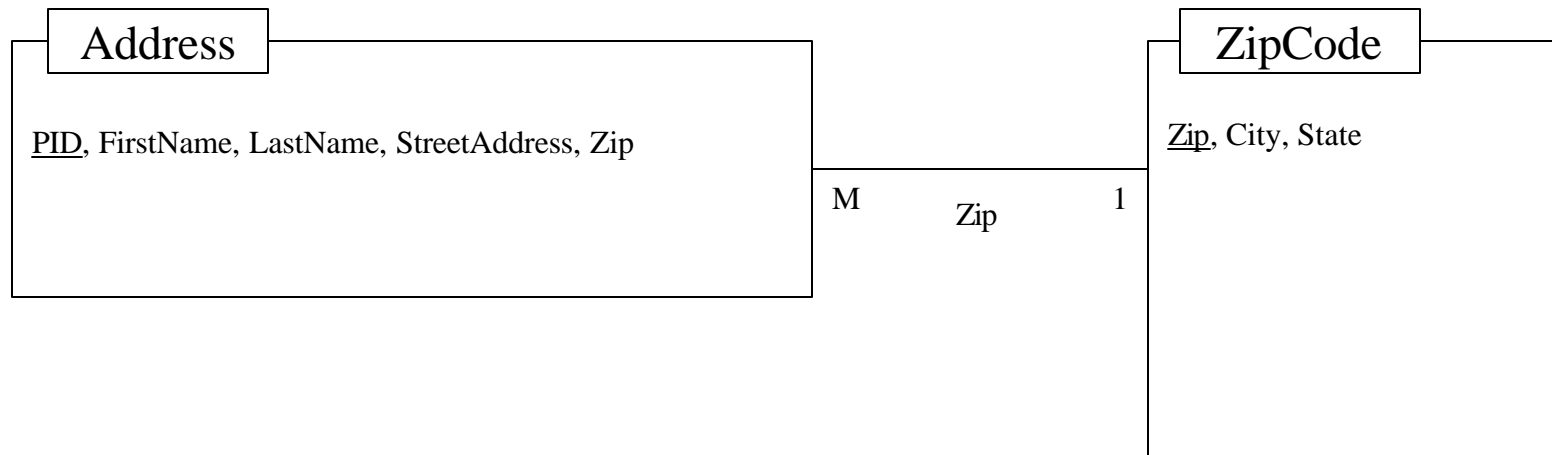 Address
PID, FirstName, LastName, StreetAddress, Zip
M
Zip
1
ZipCode
Zip, City, State